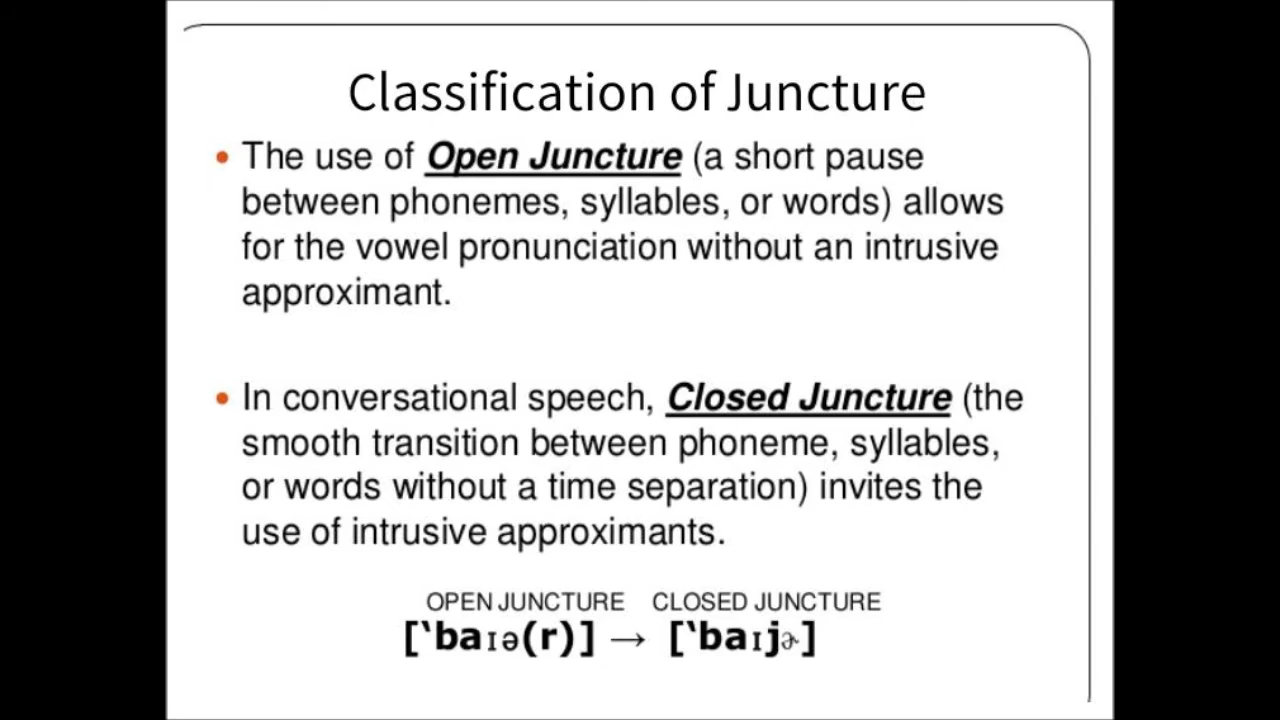 Classification of Juncture
• The use of Open Juncture (a short pause
between phonemes, syllables, or words) allows
for the vowel pronunciation without an intrusive
approximant.
• In conversational speech, Closed Juncture (the
smooth transition between phoneme, syllables,
or words without a time separation) invites the
use of intrusive approximants.
OPEN JUNCTURE CLOSED JUNCTURE
[‛baɪə(r)] → [‛baɪjɚ]